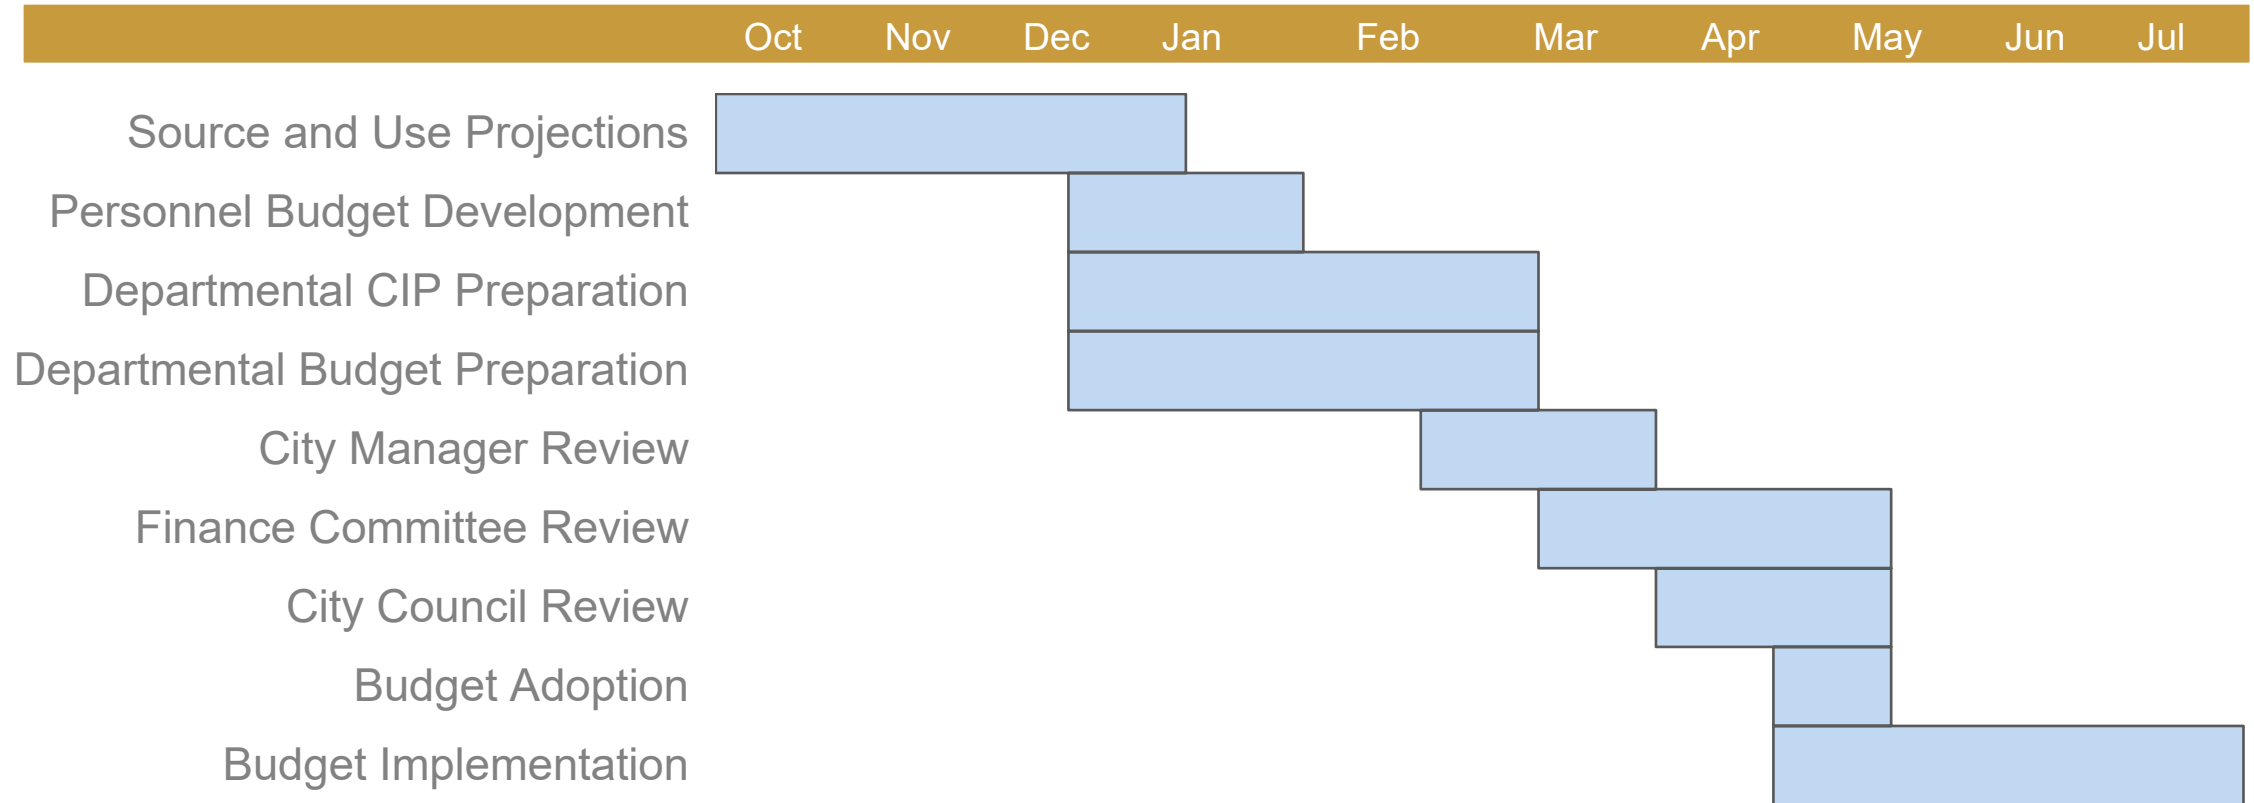 Oct Nov Dec Jan Feb Mar Apr May Jun Jul
Source and Use Projections
Personnel Budget Development
Departmental CIP Preparation
Departmental Budget Preparation
City Manager Review
Finance Committee Review
City Council Review
Budget Adoption
Budget Implementation